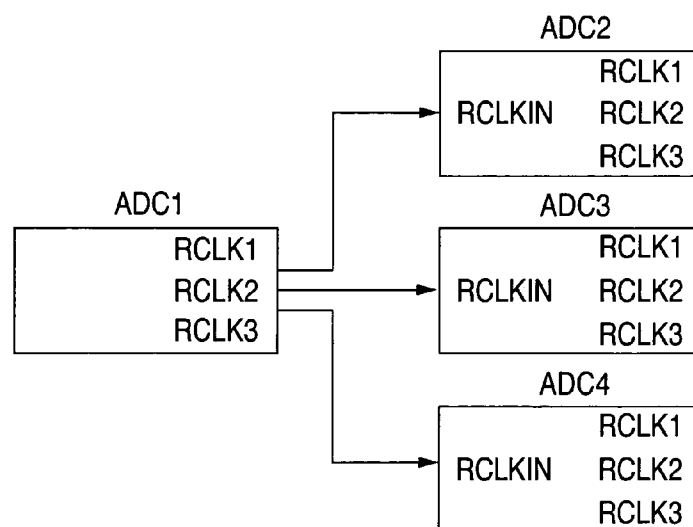 ADC1
RCLK1
RCLK2
RCLK3
ADC2
RCLK1
RCLKIN RCLK2
RCLK3
ADC3
RCLK1
RCLKIN RCLK2
RCLK3
ADC4
RCLK1
RCLKIN RCLK2
RCLK3